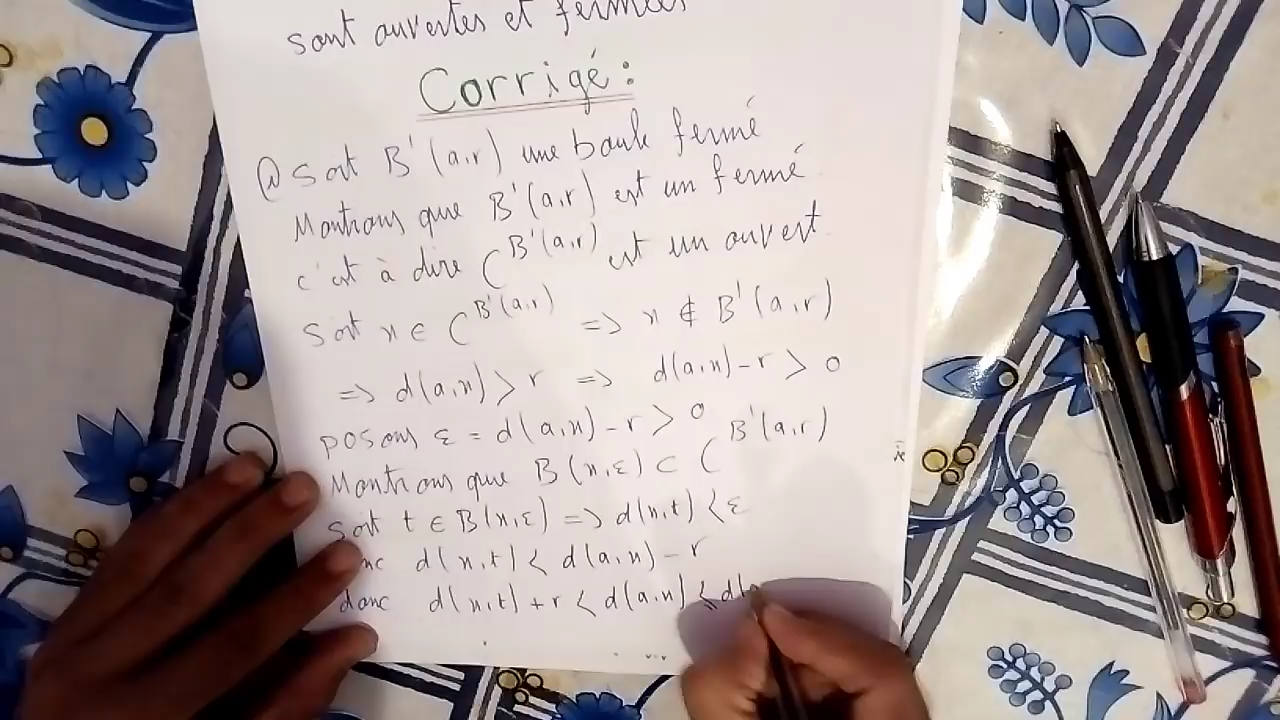 sont ouvertes et fermées
Corrigé:
@ Soit B'(a,r) une boule fermé
Montrons que B'(a,r) est un fermé
c'est à dire C^B'(a,r) est un ouvert.
Soit x ∈ C^B'(a,r) => x ∉ B'(a,r)
=> d(a,x) > r => d(a,x) - r > 0
posons ε = d(a,x) - r > 0
Montrons que B(x,ε) ⊂ C^B'(a,r)
Soit t ∈ B(x,ε) => d(x,t) < ε
nc d(x,t) < d(a,x) - r
donc d(x,t) + r < d(a,x) ≤ d(